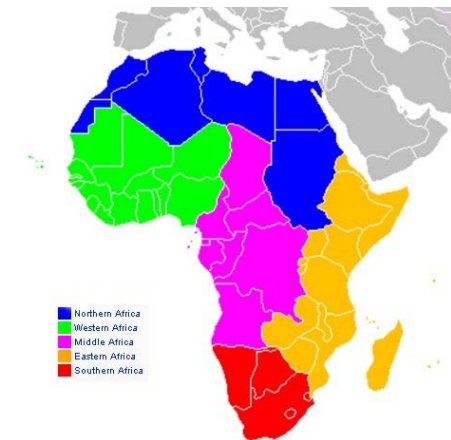 Northern Africa
Western Africa
Middle Africa
Eastern Africa
Southern Africa